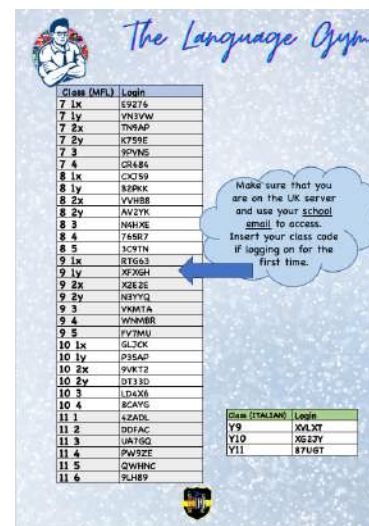 The Language Gym
Class (MFL) Login
7 1x E9276
7 1y VN3VW
7 2x TN9AP
7 2y K759E
7 3 9PVNS
7 4 CR684
8 1x CXJ59
8 1y B2PKK
8 2x VVHBB
8 2y AV2YK
8 3 N4HXE
8 4 765R7
8 5 3C9TN
9 1x RTG63
9 1y XFXGH
9 2x X2E2E
9 2y N3YYQ
9 3 VKMTA
9 4 WNMBR
9 5 FV7MU
10 1x GLJCK
10 1y P35AP
10 2x 9VKT2
10 2y DT33D
10 3 LD4X6
10 4 8CAYG
11 1 4ZADL
11 2 DDFAC
11 3 UA7GQ
11 4 PW9ZE
11 5 QWHNC
11 6 9LH89
Make sure that you
are on the UK server
and use your school
email to access.
Insert your class code
if logging on for the
first time.
Class (ITALIAN) Login
Y9 XVLXT
Y10 XG2JY
Y11 87UGT